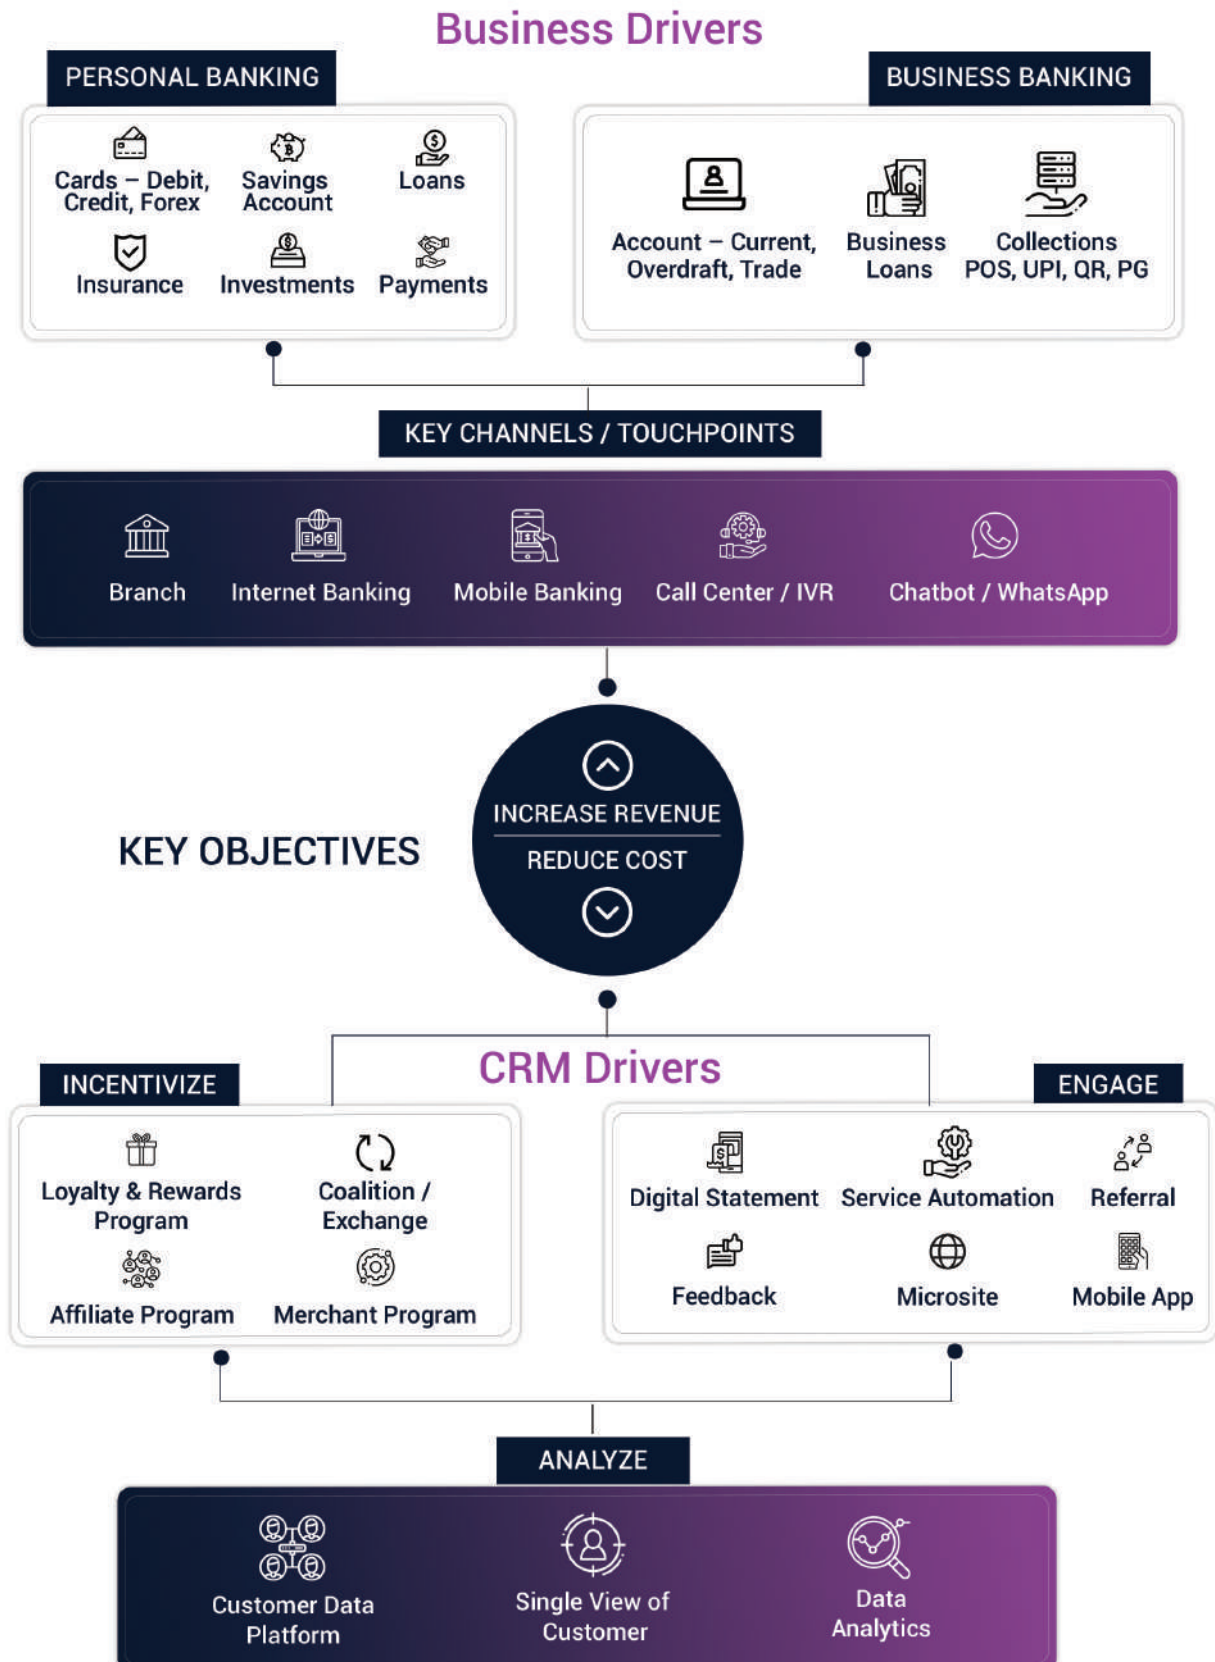 Business Drivers
PERSONAL BANKING
Cards – Debit,
Credit, Forex
Savings
Account
Loans
Insurance
Investments
Payments
BUSINESS BANKING
Account – Current,
Overdraft, Trade
Business
Loans
Collections
POS, UPI, QR, PG
KEY CHANNELS / TOUCHPOINTS
Branch
Internet Banking
Mobile Banking
Call Center / IVR
Chatbot / WhatsApp
KEY OBJECTIVES
INCREASE REVENUE
REDUCE COST
CRM Drivers
INCENTIVIZE
Loyalty & Rewards
Program
Coalition /
Exchange
Affiliate Program
Merchant Program
ENGAGE
Digital Statement
Service Automation
Referral
Feedback
Microsite
Mobile App
ANALYZE
Customer Data
Platform
Single View of
Customer
Data
Analytics